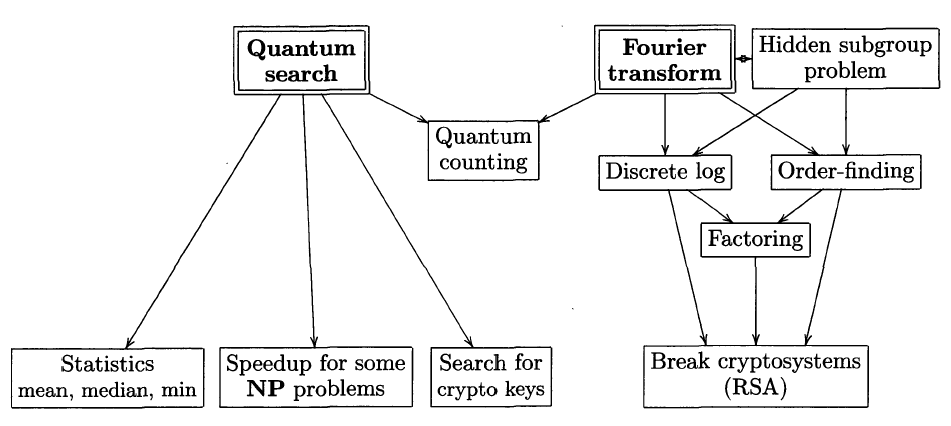 Quantum
search
Fourier
transform
Hidden subgroup
problem
Quantum
counting
Discrete log
Order-finding
Factoring
Statistics
mean, median, min
Speedup for some
NP problems
Search for
crypto keys
Break cryptosystems
(RSA)